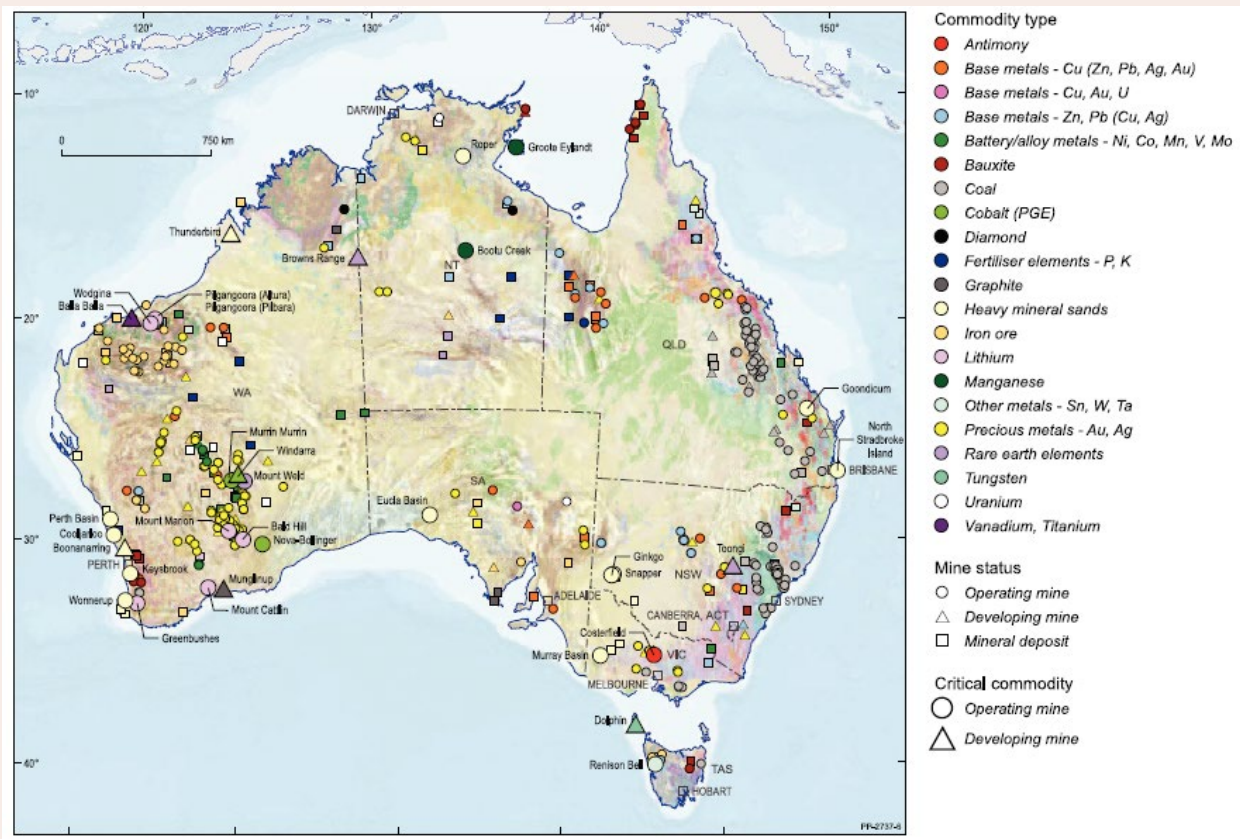 120°
130°
140°
150°
10°
20°
30°
40°
0
750 km
DARWIN
Roper
Groote Eylandt
Thunderbird
Browns Range
Bootu Creek
NT
Wodgina
Balla Balla
Pilgangoora (Altura)
Pilgangoora (Pilbara)
QLD
WA
Goondicum
North
Stradbroke
Island
BRISBANE
Murrin Murrin
Windarra
Mount Weld
SA
Eucla Basin
Perth Basin
Cooljarloo
Boonanarring
PERTH
Keysbrook
Wonnerup
Mount Marion
Bald Hill
Nova-Bollinger
Munglinup
Mount Cattlin
Greenbushes
Ginkgo
Snapper
NSW
Toongi
ADELAIDE
SYDNEY
CANBERRA, ACT
Costerfield
VIC
Murray Basin
MELBOURNE
Dolphin
Renison Bell
TAS
HOBART
PP-2737-6
Commodity type
Antimony
Base metals - Cu (Zn, Pb, Ag, Au)
Base metals - Cu, Au, U
Base metals - Zn, Pb (Cu, Ag)
Battery/alloy metals - Ni, Co, Mn, V, Mo
Bauxite
Coal
Cobalt (PGE)
Diamond
Fertiliser elements - P, K
Graphite
Heavy mineral sands
Iron ore
Lithium
Manganese
Other metals - Sn, W, Ta
Precious metals - Au, Ag
Rare earth elements
Tungsten
Uranium
Vanadium, Titanium
Mine status
Operating mine
Developing mine
Mineral deposit
Critical commodity
Operating mine
Developing mine